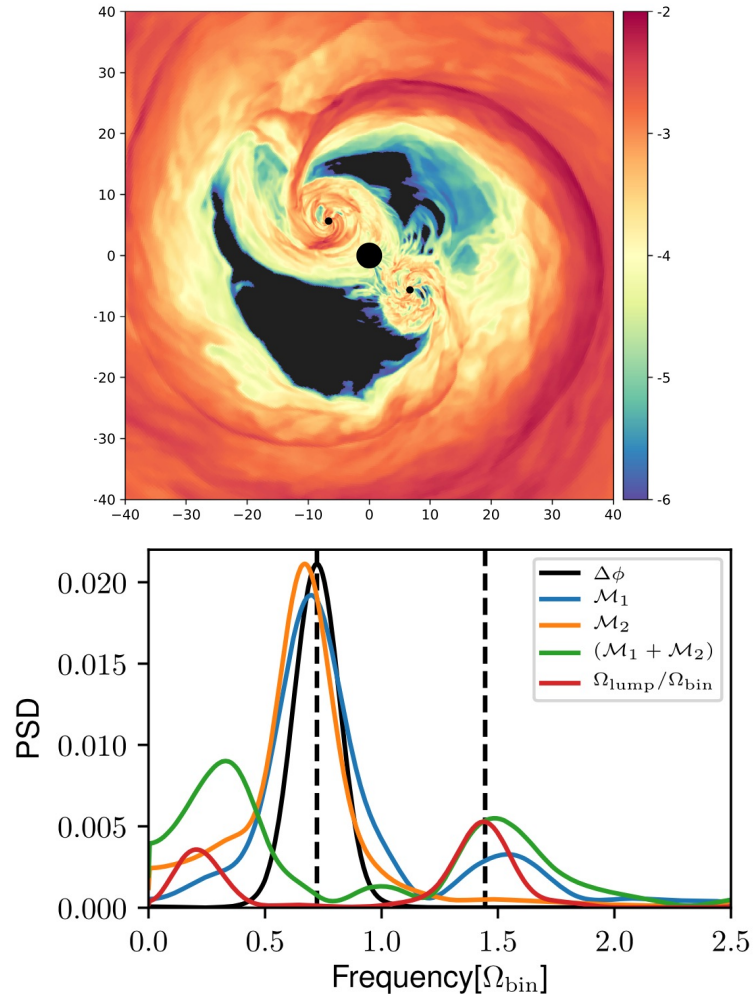 40
30
20
10
0
-10
-20
-30
-40
-40 -30 -20 -10 0 10 20 30 40
-2
-3
-4
-5
-6
0.020
0.015
0.010
0.005
0.000
PSD
Δϕ
ℳ₁
ℳ₂
(ℳ₁ + ℳ₂)
Ω_lump/Ω_bin
0.0 0.5 1.0 1.5 2.0 2.5
Frequency[Ω_bin]